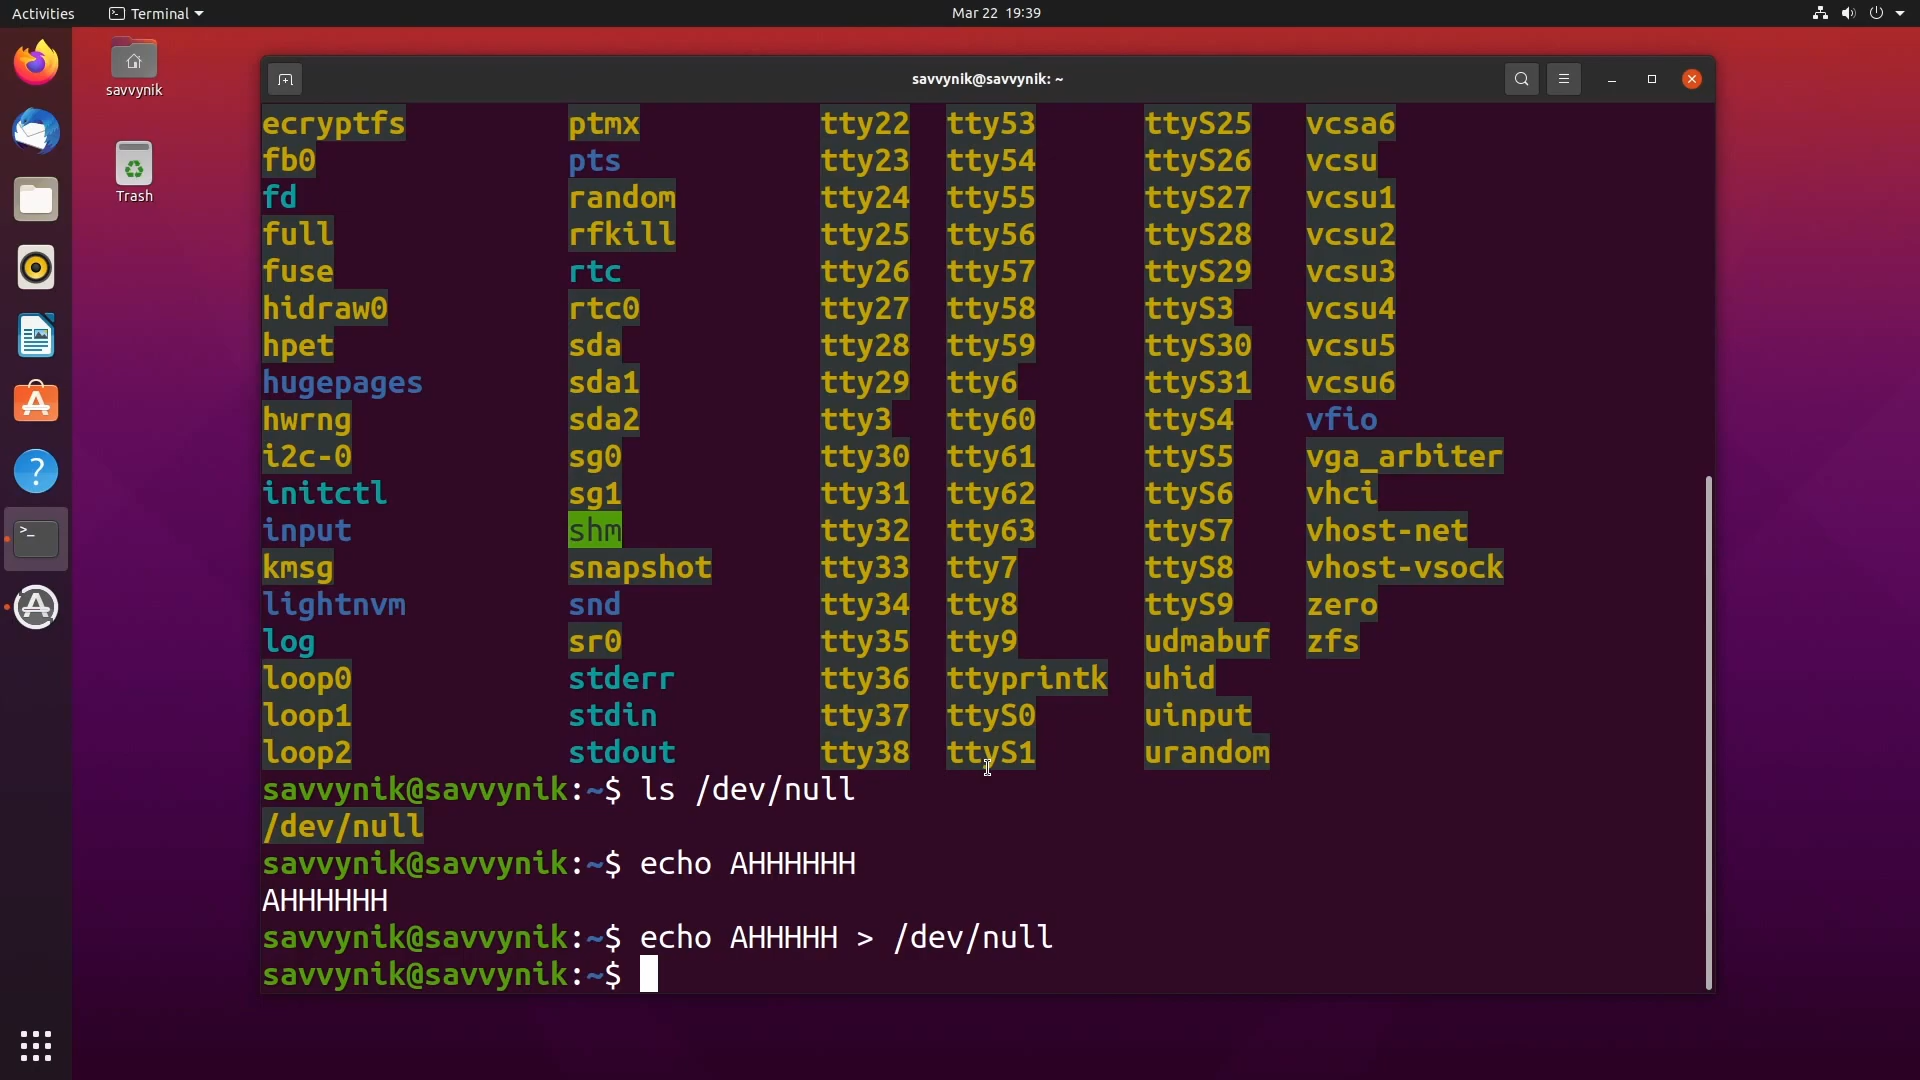 Activities Terminal Mar 22 19:39
savvynik
Trash
savvynik@savvynik: ~
ecryptfs ptmx tty22 tty53 ttyS25 vcsa6
fb0 pts tty23 tty54 ttyS26 vcsu
fd random tty24 tty55 ttyS27 vcsu1
full rfkill tty25 tty56 ttyS28 vcsu2
fuse rtc tty26 tty57 ttyS29 vcsu3
hidraw0 rtc0 tty27 tty58 ttyS3 vcsu4
hpet sda tty28 tty59 ttyS30 vcsu5
hugepages sda1 tty29 tty6 ttyS31 vcsu6
hwrng sda2 tty3 tty60 ttyS4 vfio
i2c-0 sg0 tty30 tty61 ttyS5 vga_arbiter
initctl sg1 tty31 tty62 ttyS6 vhci
input shm tty32 tty63 ttyS7 vhost-net
kmsg snapshot tty33 tty7 ttyS8 vhost-vsock
lightnvm snd tty34 tty8 ttyS9 zero
log sr0 tty35 tty9 udmabuf zfs
loop0 stderr tty36 ttyprintk uhid
loop1 stdin tty37 ttyS0 uinput
loop2 stdout tty38 ttyS1 urandom
savvynik@savvynik:~$ ls /dev/null
/dev/null
savvynik@savvynik:~$ echo AHHHHHH
AHHHHHH
savvynik@savvynik:~$ echo AHHHHH > /dev/null
savvynik@savvynik:~$